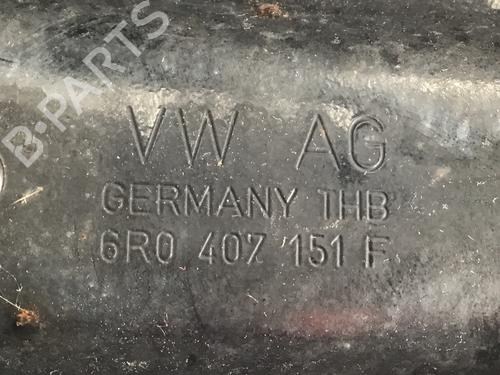 B-PARTS
VW AG
GERMANY THB
6R0 407 151 F